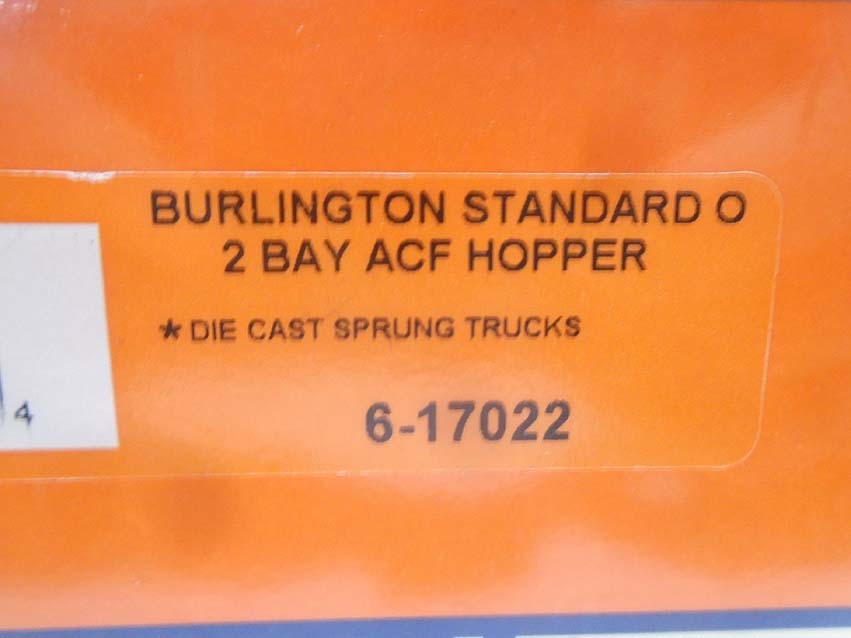 BURLINGTON STANDARD O
2 BAY ACF HOPPER
* DIE CAST SPRUNG TRUCKS
6-17022
4